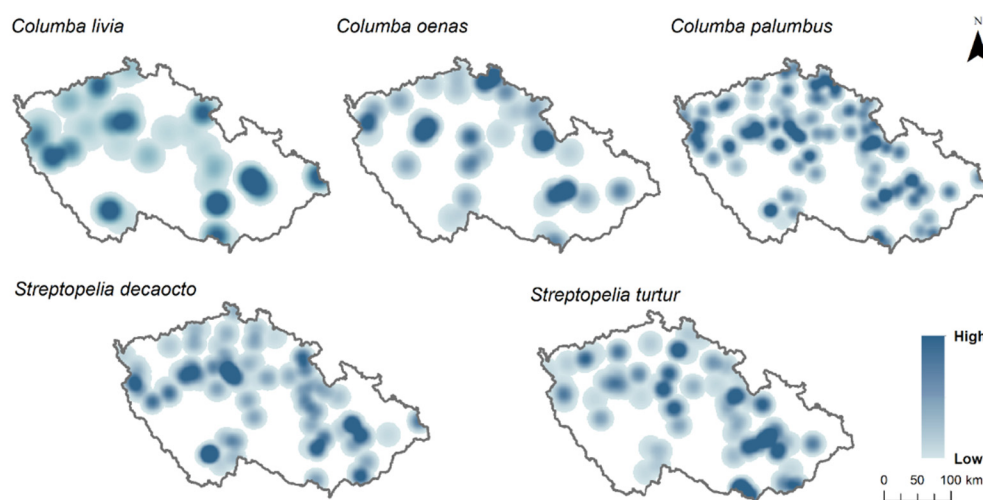 Columba livia
Columba oenas
Columba palumbus
N
Streptopelia decaocto
Streptopelia turtur
High
Low
0 50 100 km